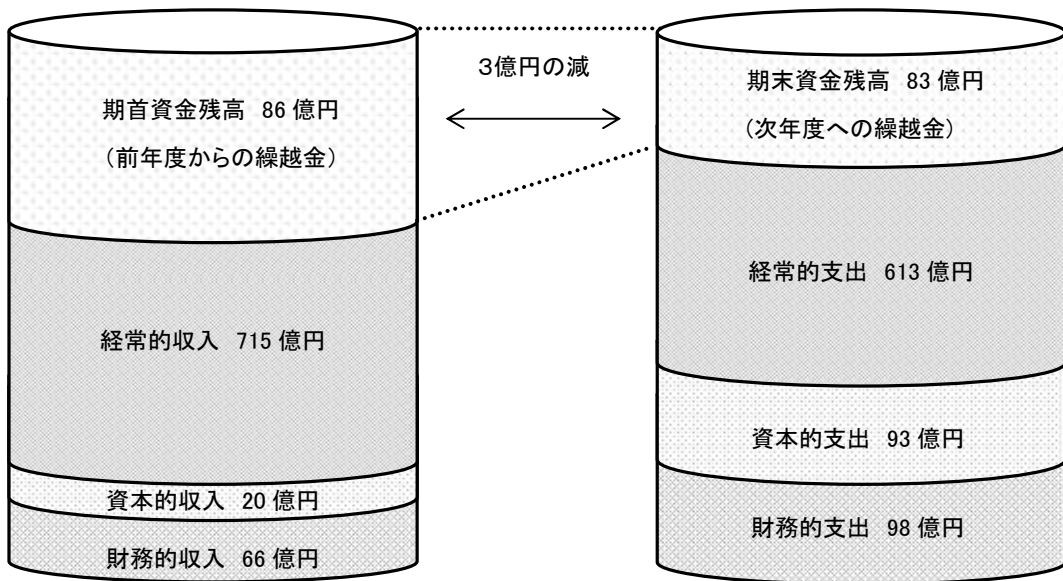 期首資金残高 86 億円
（前年度からの繰越金）
経常的収入 715 億円
資本的収入 20 億円
財務的収入 66 億円
３億円の減
期末資金残高 83 億円
（次年度への繰越金）
経常的支出 613 億円
資本的支出 93 億円
財務的支出 98 億円